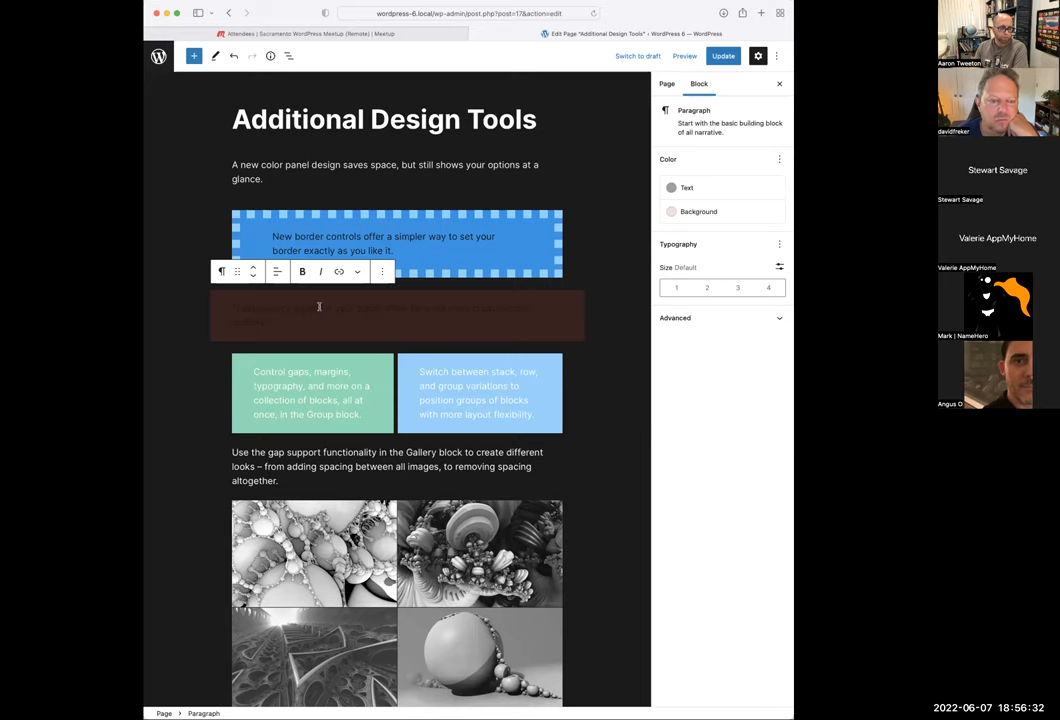 wordpress-6.local/wp-admin/post.php?post=17&action=edit
Attendees | Sacramento WordPress Meetup (Remote) | Meetup
Edit Page "Additional Design Tools" ‹ WordPress 6 — WordPress
Switch to draft
Preview
Update
Page
Block
Paragraph
Start with the basic building block
of all narrative.
Color
Text
Background
Typography
Size Default
1 2 3 4
Advanced
Additional Design Tools
A new color panel design saves space, but still shows your options at a
glance.
New border controls offer a simpler way to set your
border exactly as you like it.
B I
Control gaps, margins,
typography, and more on a
collection of blocks, all at
once, in the Group block.
Switch between stack, row,
and group variations to
position groups of blocks
with more layout flexibility.
Use the gap support functionality in the Gallery block to create different
looks – from adding spacing between all images, to removing spacing
altogether.
Page › Paragraph
Aaron Tweeton
davidfreker
Stewart Savage
Stewart Savage
Valerie AppMyHome
Valerie AppMyHome
Mark | NameHero
Angus O
2022-06-07 18:56:32